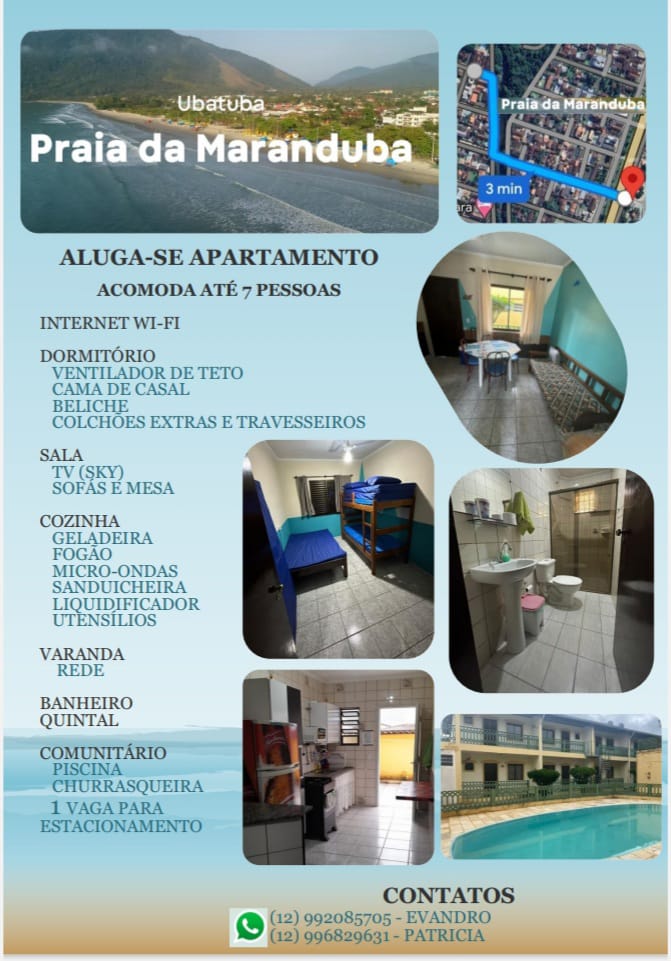 Ubatuba
Praia da Maranduba
Praia da Maranduba
3 min
ara
ALUGA-SE APARTAMENTO
ACOMODA ATÉ 7 PESSOAS
INTERNET WI-FI
DORMITÓRIO
VENTILADOR DE TETO
CAMA DE CASAL
BELICHE
COLCHÕES EXTRAS E TRAVESSEIROS
SALA
TV (SKY)
SOFÁS E MESA
COZINHA
GELADEIRA
FOGÃO
MICRO-ONDAS
SANDUICHEIRA
LIQUIDIFICADOR
UTENSÍLIOS
VARANDA
REDE
BANHEIRO
QUINTAL
COMUNITÁRIO
PISCINA
CHURRASQUEIRA
1 VAGA PARA
ESTACIONAMENTO
CONTATOS
(12) 992085705 - EVANDRO
(12) 996829631 - PATRICIA